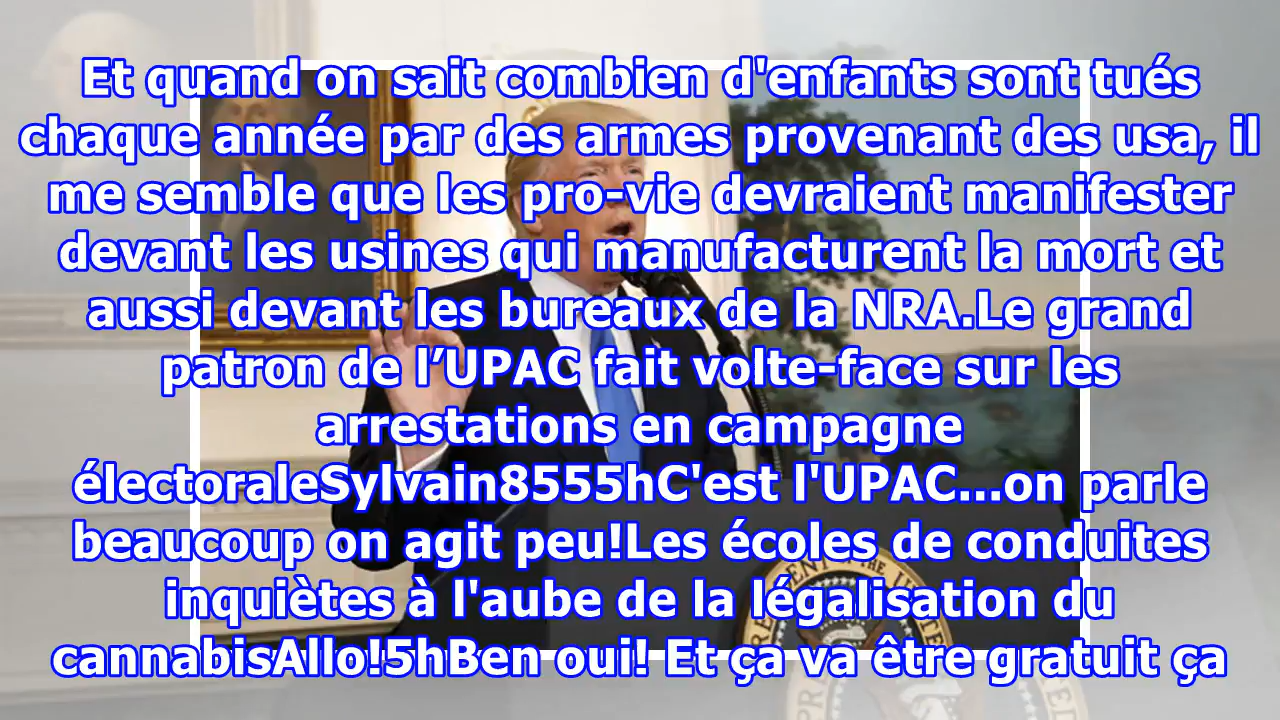 Et quand on sait combien d'enfants sont tués
chaque année par des armes provenant des usa, il
me semble que les pro-vie devraient manifester
devant les usines qui manufacturent la mort et
aussi devant les bureaux de la NRA.Le grand
patron de l’UPAC fait volte-face sur les
arrestations en campagne
électoraleSylvain8555hC'est l'UPAC...on parle
beaucoup on agit peu!Les écoles de conduites
inquiètes à l'aube de la légalisation du
cannabisAllo!5hBen oui! Et ça va être gratuit ça